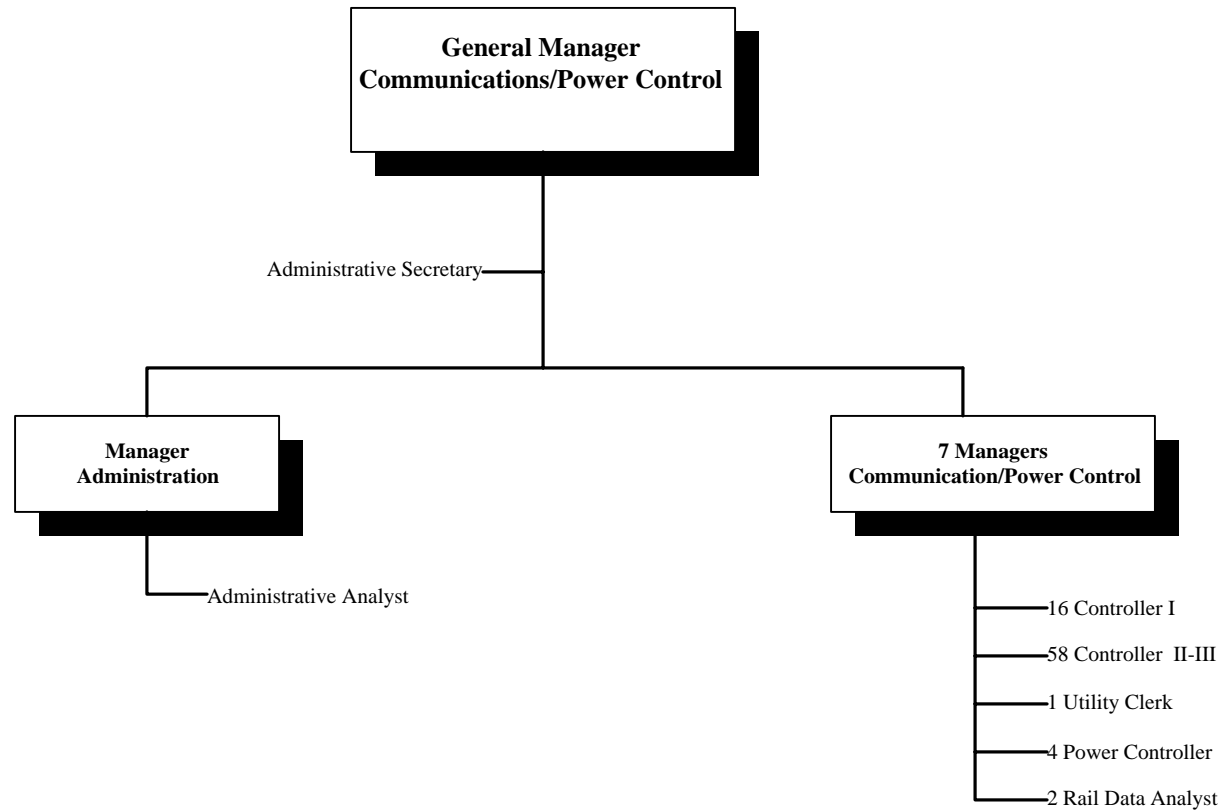 General Manager
Communications/Power Control
Administrative Secretary
Manager
Administration
7 Managers
Communication/Power Control
Administrative Analyst
16 Controller I
58 Controller II-III
1 Utility Clerk
4 Power Controller
2 Rail Data Analyst